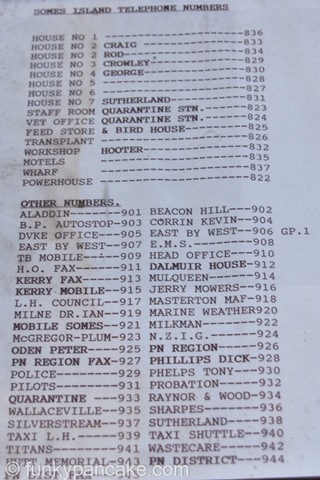 SOMES ISLAND TELEPHONE NUMBERS
HOUSE NO 1 --------------------836
HOUSE NO 2 CRAIG --------------833
HOUSE NO 2 ROD-----------------834
HOUSE NO 3 CROWLEY-------------829
HOUSE NO 4 GEORGE--------------830
HOUSE NO 5 --------------------828
HOUSE NO 6 --------------------827
HOUSE NO 7 SUTHERLAND----------831
STAFF ROOM QUARANTINE STN.-----823
VET OFFICE QUARANTINE STN.-----824
FEED STORE & BIRD HOUSE--------825
TRANSPLANT --------------------826
WORKSHOP HOOTER----------------832
MOTELS ------------------------835
WHARF -------------------------837
POWERHOUSE --------------------822
OTHER NUMBERS.
ALADDIN-------901 BEACON HILL---902
B.P. AUTOSTOP-903 CORRIN KEVIN--904
DVKE OFFICE---905 EAST BY WEST--906 GP.1
EAST BY WEST--907 E.M.S.--------908
TB MOBILE-----909 HEAD OFFICE---910
H.O. FAX------911 DALMUIR HOUSE-912
KERRY FAX-----913 MULQUEEN------914
KERRY MOBILE--915 JERRY MOWERS--916
L.H. COUNCIL--917 MASTERTON MAF-918
MILNE DR.IAN--919 MARINE WEATHER920
MOBILE SOMES--921 MILKMAN-------922
McGREGOR-PLUM-923 N.Z.I.G.------924
ODEN PETER----925 PN REGION-----926
PN REGION FAX-927 PHILLIPS DICK-928
POLICE--------929 PHELPS TONY---930
PILOTS--------931 PROBATION-----932
QUARANTINE ---933 RAYNOR & WOOD-934
WALLACEVILLE--935 SHARPES-------936
SILVERSTREAM--937 SUTHERLAND----938
TAXI L.H. ----939 TAXI SHUTTLE--940
TITANS--------941 WASTECARE-----942
HUTT MEMORIAL-943 PN DISTRICT---944
© funkypancake.com